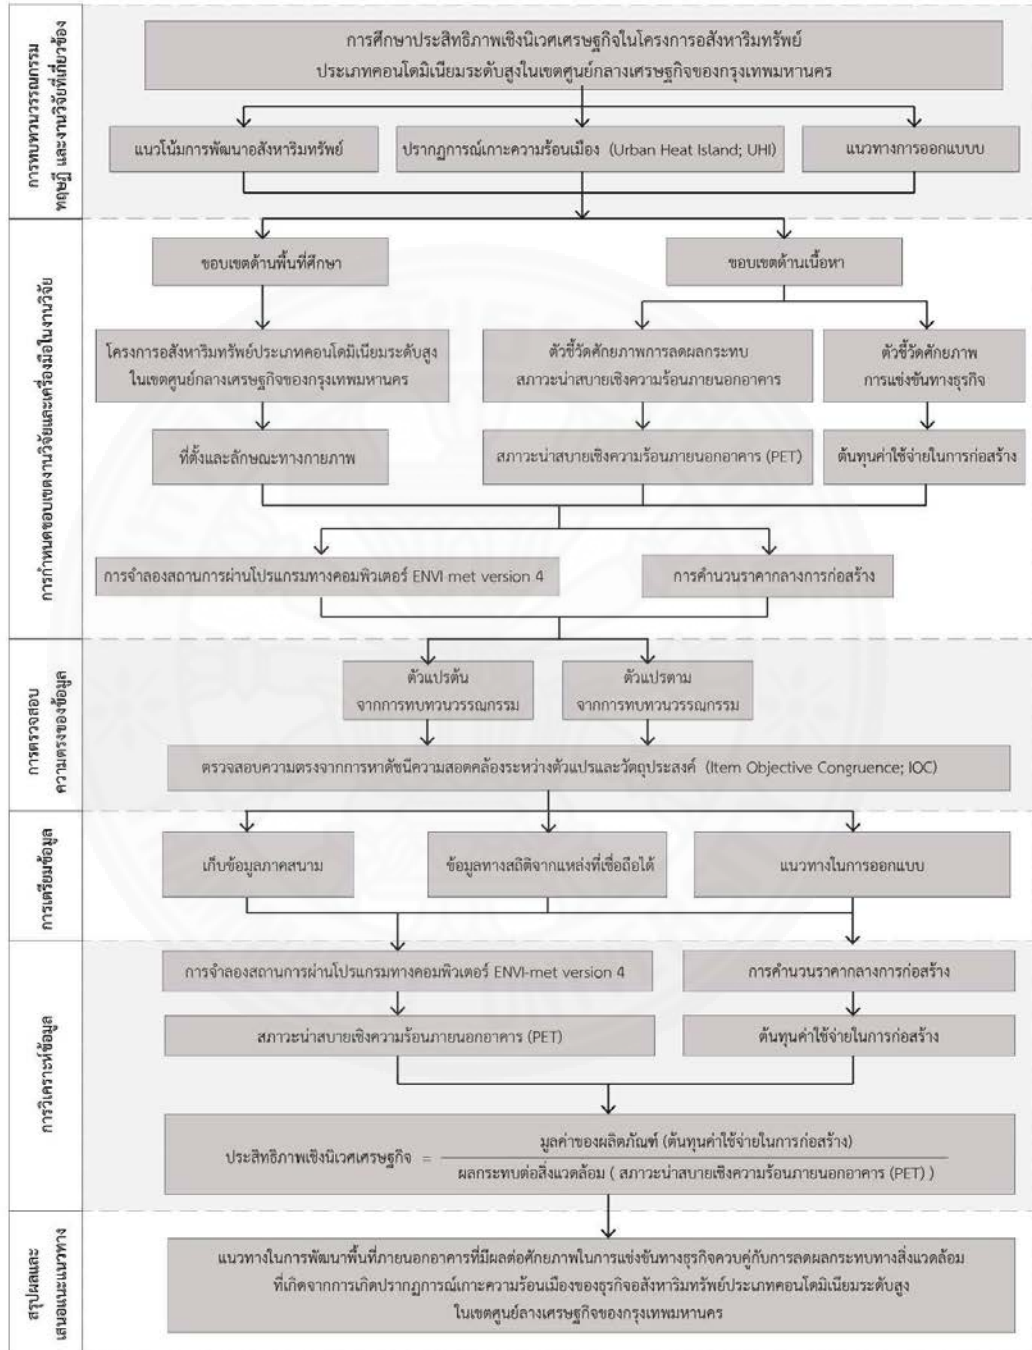 การทบทวนวรรณกรรม
ทฤษฎี และงานวิจัยที่เกี่ยวข้อง
การศึกษาประสิทธิภาพเชิงนิเวศเศรษฐกิจในโครงการอสังหาริมทรัพย์
ประเภทคอนโดมิเนียมระดับสูงในเขตศูนย์กลางเศรษฐกิจของกรุงเทพมหานคร
แนวโน้มการพัฒนาอสังหาริมทรัพย์
ปรากฏการณ์เกาะความร้อนเมือง (Urban Heat Island; UHI)
แนวทางการออกแบบบ
การกำหนดขอบเขตงานวิจัยและเครื่องมือในงานวิจัย
ขอบเขตด้านพื้นที่ศึกษา
ขอบเขตด้านเนื้อหา
โครงการอสังหาริมทรัพย์ประเภทคอนโดมิเนียมระดับสูง
ในเขตศูนย์กลางเศรษฐกิจของกรุงเทพมหานคร
ตัวชี้วัดศักยภาพการลดผลกระทบ
สภาวะน่าสบายเชิงความร้อนภายนอกอาคาร
ตัวชี้วัดศักยภาพ
การแข่งขันทางธุรกิจ
ที่ตั้งและลักษณะทางกายภาพ
สภาวะน่าสบายเชิงความร้อนภายนอกอาคาร (PET)
ต้นทุนค่าใช้จ่ายในการก่อสร้าง
การจำลองสถานการผ่านโปรแกรมทางคอมพิวเตอร์ ENVI met version 4
การคำนวนราคากลางการก่อสร้าง
การตรวจสอบ
ความตรงของข้อมูล
ตัวแปรต้น
จากการทบทวนวรรณกรรม
ตัวแปรตาม
จากการทบทวนวรรณกรรม
ตรวจสอบความตรงจากการหาดัชนีความสอดคล้องระหว่างตัวแปรและวัตถุประสงค์ (Item Objective Congruence; IOC)
การเตรียมข้อมูล
เก็บข้อมูลภาคสนาม
ข้อมูลทางสถิติจากแหล่งที่เชื่อถือได้
แนวทางในการออกแบบ
การวิเคราะห์ข้อมูล
การจำลองสถานการผ่านโปรแกรมทางคอมพิวเตอร์ ENVI-met version 4
การคำนวนราคากลางการก่อสร้าง
สภาวะน่าสบายเชิงความร้อนภายนอกอาคาร (PET)
ต้นทุนค่าใช้จ่ายในการก่อสร้าง
ประสิทธิภาพเชิงนิเวศเศรษฐกิจ =
มูลค่าของผลิตภัณฑ์ (ต้นทุนค่าใช้จ่ายในการก่อสร้าง)
ผลกระทบต่อสิ่งแวดล้อม ( สภาวะน่าสบายเชิงความร้อนภายนอกอาคาร (PET) )
สรุปผลและ
เสนอแนะแนวทาง
แนวทางในการพัฒนาพื้นที่ภายนอกอาคารที่มีผลต่อศักยภาพในการแข่งขันทางธุรกิจควบคู่กับการลดผลกระทบทางสิ่งแวดล้อม
ที่เกิดจากการเกิดปรากฏการณ์เกาะความร้อนเมืองของธุรกิจอสังหาริมทรัพย์ประเภทคอนโดมิเนียมระดับสูง
ในเขตศูนย์ลางเศรษฐกิจของกรุงเทพมหานคร